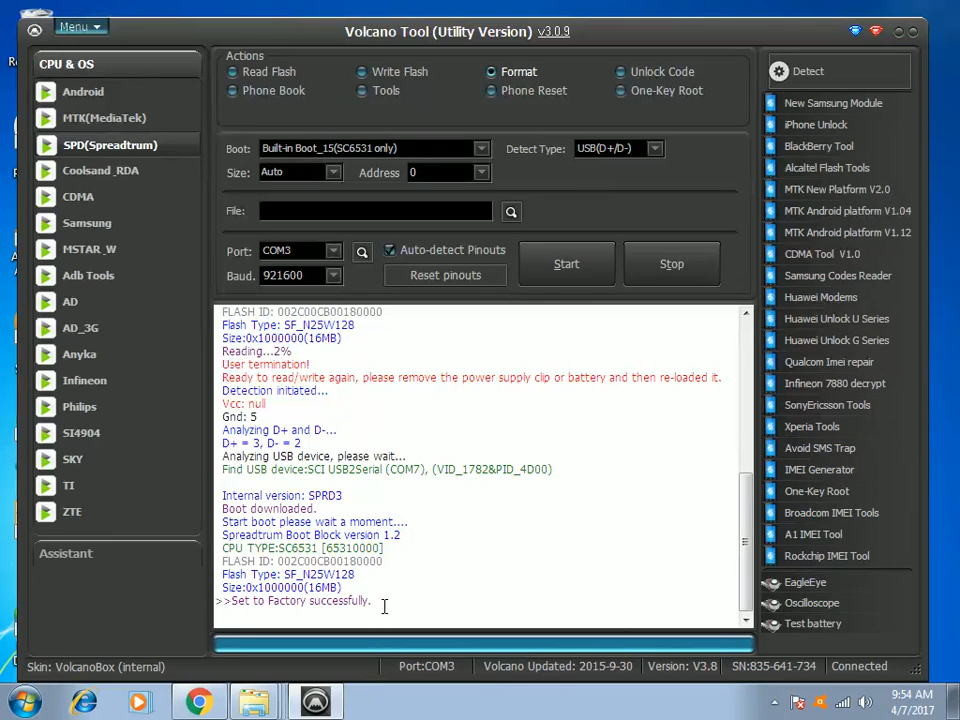 Menu
Volcano Tool (Utility Version) v3.0.9
CPU & OS
Android
MTK(MediaTek)
SPD(Spreadtrum)
Coolsand_RDA
CDMA
Samsung
MSTAR_W
Adb Tools
AD
AD_3G
Anyka
Infineon
Philips
SI4904
SKY
TI
ZTE
Assistant
Actions
Read Flash
Write Flash
Format
Unlock Code
Phone Book
Tools
Phone Reset
One-Key Root
Boot: Built-in Boot_15(SC6531 only) Detect Type: USB(D+/D-)
Size: Auto Address 0
File:
Port: COM3 Auto-detect Pinouts
Baud. 921600 Reset pinouts
Start
Stop
FLASH ID: 002C00CB00180000
Flash Type: SF_N25W128
Size:0x1000000(16MB)
Reading...2%
User termination!
Ready to read/write again, please remove the power supply clip or battery and then re-loaded it.
Detection initiated...
Vcc: null
Gnd: 5
Analyzing D+ and D-...
D+ = 3, D- = 2
Analyzing USB device, please wait...
Find USB device:SCI USB2Serial (COM7), (VID_1782&PID_4D00)
Internal version: SPRD3
Boot downloaded.
Start boot please wait a moment....
Spreadtrum Boot Block version 1.2
CPU TYPE:SC6531 [65310000]
FLASH ID: 002C00CB00180000
Flash Type: SF_N25W128
Size:0x1000000(16MB)
>>Set to Factory successfully.
Detect
New Samsung Module
iPhone Unlock
BlackBerry Tool
Alcaltel Flash Tools
MTK New Platform V2.0
MTK Android platform V1.04
MTK Android platform V1.12
CDMA Tool V1.0
Samsung Codes Reader
Huawei Modems
Huawei Unlock U Series
Huawei Unlock G Series
Qualcom Imei repair
Infineon 7880 decrypt
SonyEricsson Tools
Xperia Tools
Avoid SMS Trap
IMEI Generator
One-Key Root
Broadcom IMEI Tools
A1 IMEI Tool
Rockchip IMEI Tool
EagleEye
Oscilloscope
Test battery
Skin: VolcanoBox (internal)
Port:COM3
Volcano Updated: 2015-9-30
Version: V3.8
SN:835-641-734
Connected
9:54 AM
4/7/2017